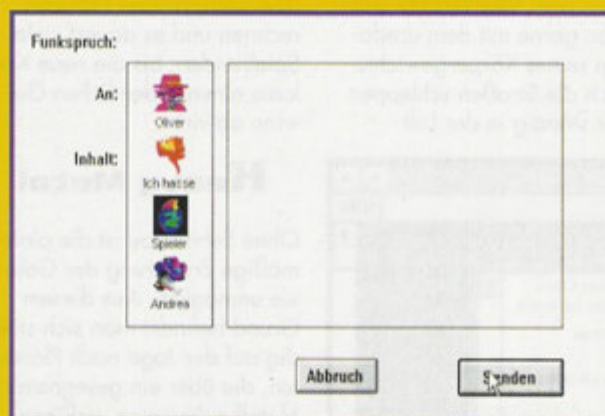 Funkspruch:
An:
Oliver
Inhalt:
Ich hasse
Spieler
Andrea
Abbruch
Senden